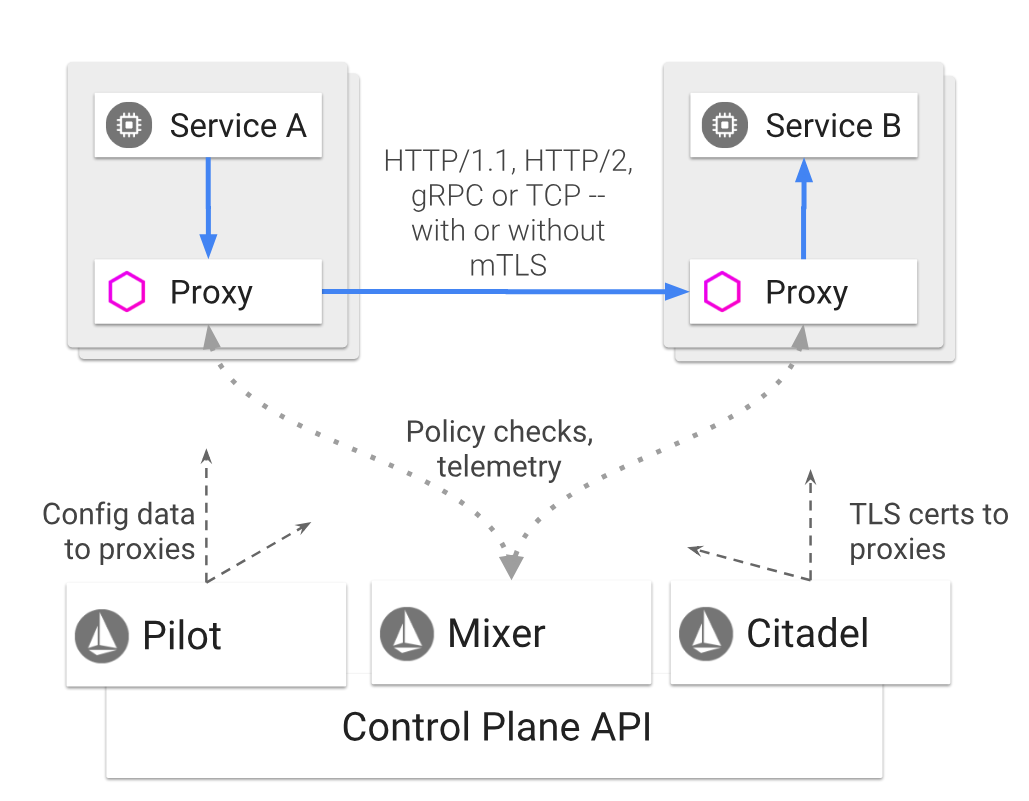 Service A
Service B
HTTP/1.1, HTTP/2,
gRPC or TCP --
with or without
mTLS
Proxy
Proxy
Policy checks,
telemetry
Config data
to proxies
TLS certs to
proxies
Pilot
Mixer
Citadel
Control Plane API